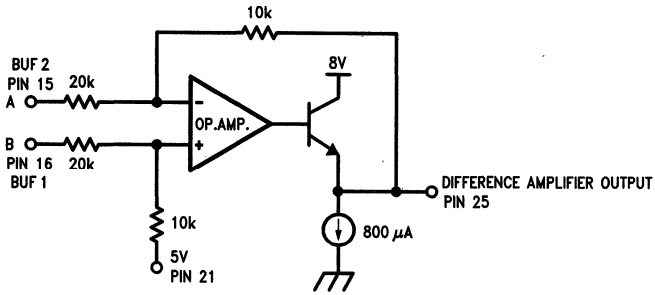 10k
BUF 2
PIN 15
A
20k
8V
OP.AMP.
-
+
B
PIN 16
20k
BUF 1
DIFFERENCE AMPLIFIER OUTPUT
PIN 25
10k
800 μA
5V
PIN 21